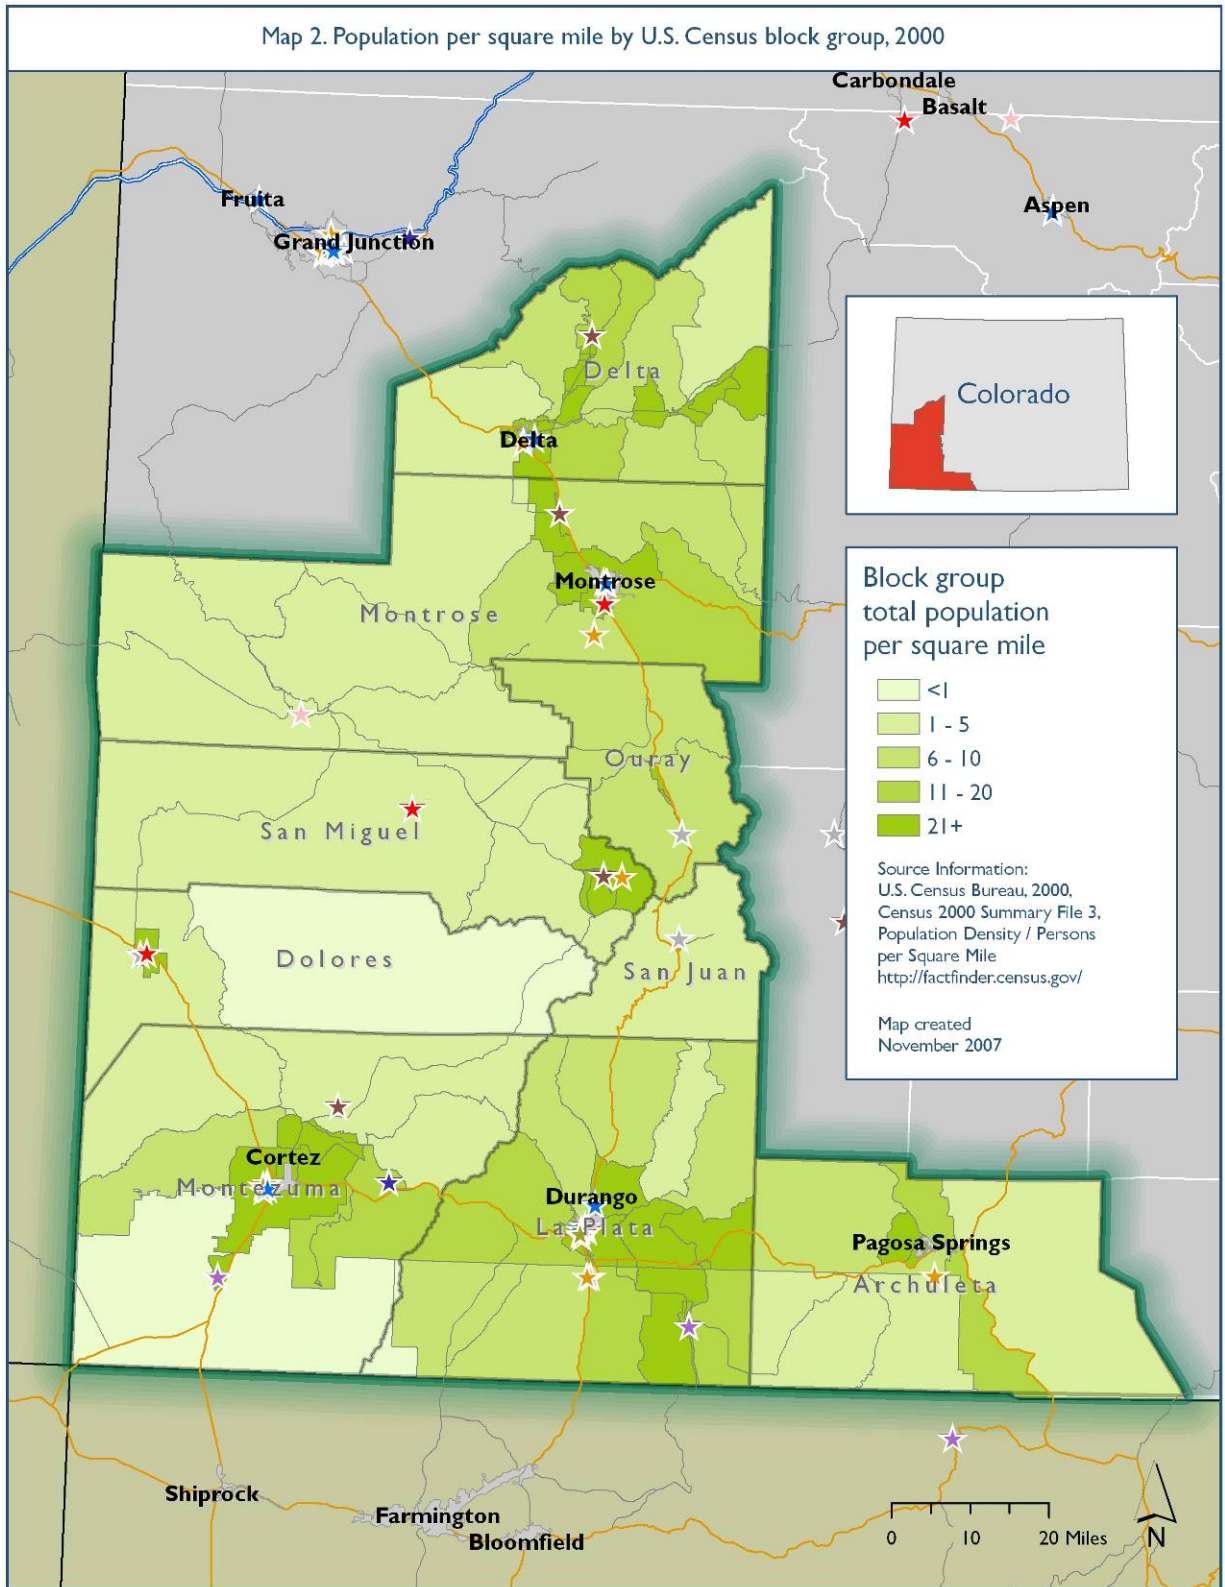 Map 2. Population per square mile by U.S. Census block group, 2000
Carbondale
Basalt
Fruita
Aspen
Grand Junction
Delta
Colorado
Delta
Block group
total population
per square mile
<1
1 - 5
6 - 10
11 - 20
21+
Source Information:
U.S. Census Bureau, 2000,
Census 2000 Summary File 3,
Population Density / Persons
per Square Mile
http://factfinder.census.gov/
Map created
November 2007
Montrose
Montrose
Ouray
San Miguel
Dolores
San Juan
Cortez
Montezuma
Durango
La Plata
Pagosa Springs
Archuleta
Shiprock
Farmington
Bloomfield
0 10 20 Miles
N